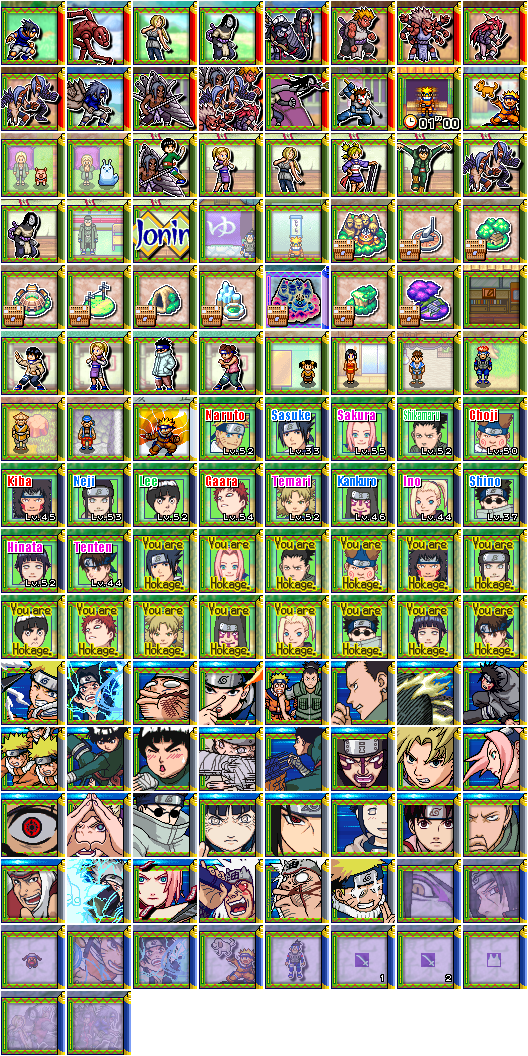 01"00
Jonin
ゆ
Naruto
Lv.52
Sasuke
Lv.33
Sakura
Lv.55
Shikamaru
Lv.52
Choji
Lv.50
Kiba
Lv.45
Neji
Lv.53
Lee
Lv.52
Gaara
Lv.54
Temari
Lv.52
Kankuro
Lv.46
Ino
Lv.44
Shino
Lv.37
Hinata
Lv.52
Tenten
Lv.44
You are
Hokage.
You are
Hokage.
You are
Hokage.
You are
Hokage.
You are
Hokage.
You are
Hokage.
You are
Hokage.
You are
Hokage.
You are
Hokage.
You are
Hokage.
You are
Hokage.
You are
Hokage.
You are
Hokage.
You are
Hokage.
1
2